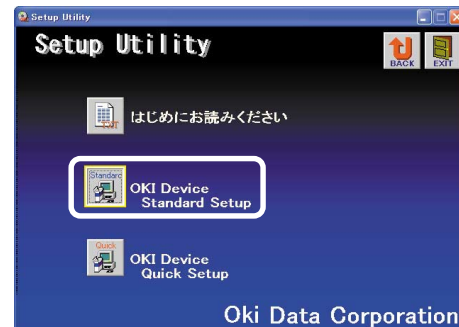 Setup Utility
Setup Utility
BACK
EXIT
TXT
はじめにお読みください
Standard
OKI Device
Standard Setup
Quick
OKI Device
Quick Setup
Oki Data Corporation